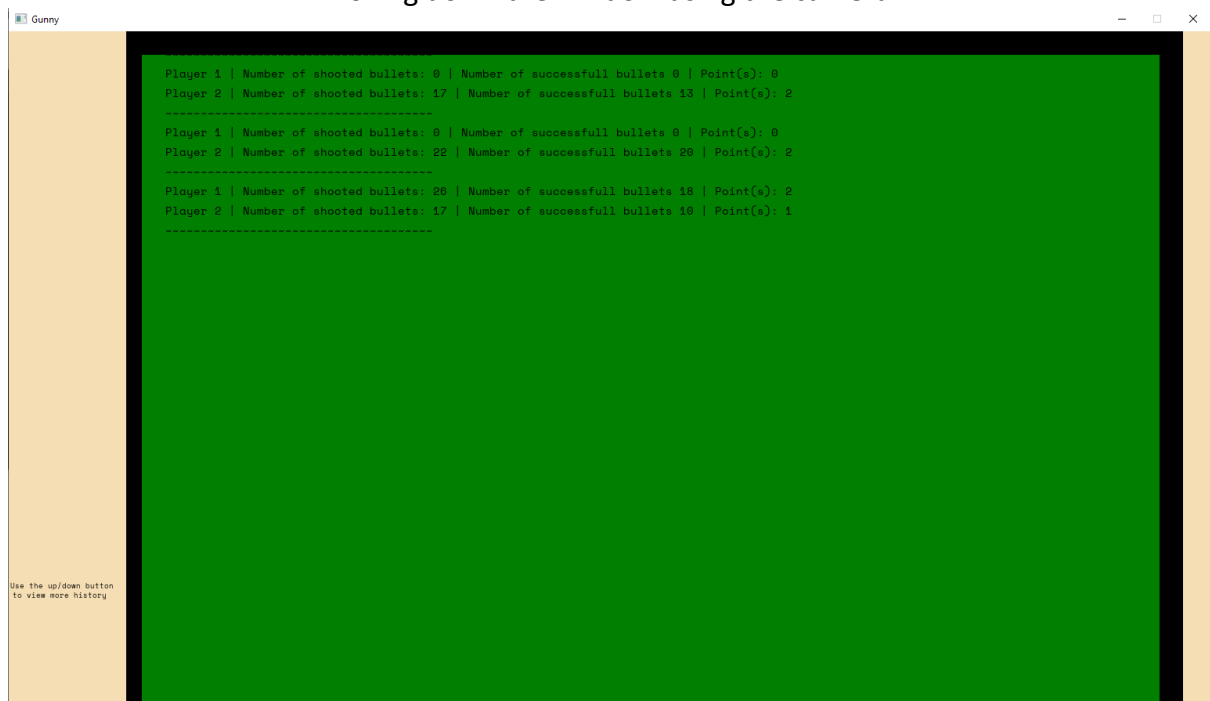 Gunny
Player 1 | Number of shooted bullets: 0 | Number of successfull bullets 0 | Point(s): 0
Player 2 | Number of shooted bullets: 17 | Number of successfull bullets 13 | Point(s): 2
--------------------------------------
Player 1 | Number of shooted bullets: 0 | Number of successfull bullets 0 | Point(s): 0
Player 2 | Number of shooted bullets: 22 | Number of successfull bullets 20 | Point(s): 2
--------------------------------------
Player 1 | Number of shooted bullets: 26 | Number of successfull bullets 18 | Point(s): 2
Player 2 | Number of shooted bullets: 17 | Number of successfull bullets 10 | Point(s): 1
--------------------------------------
Use the up/down button
to view more history